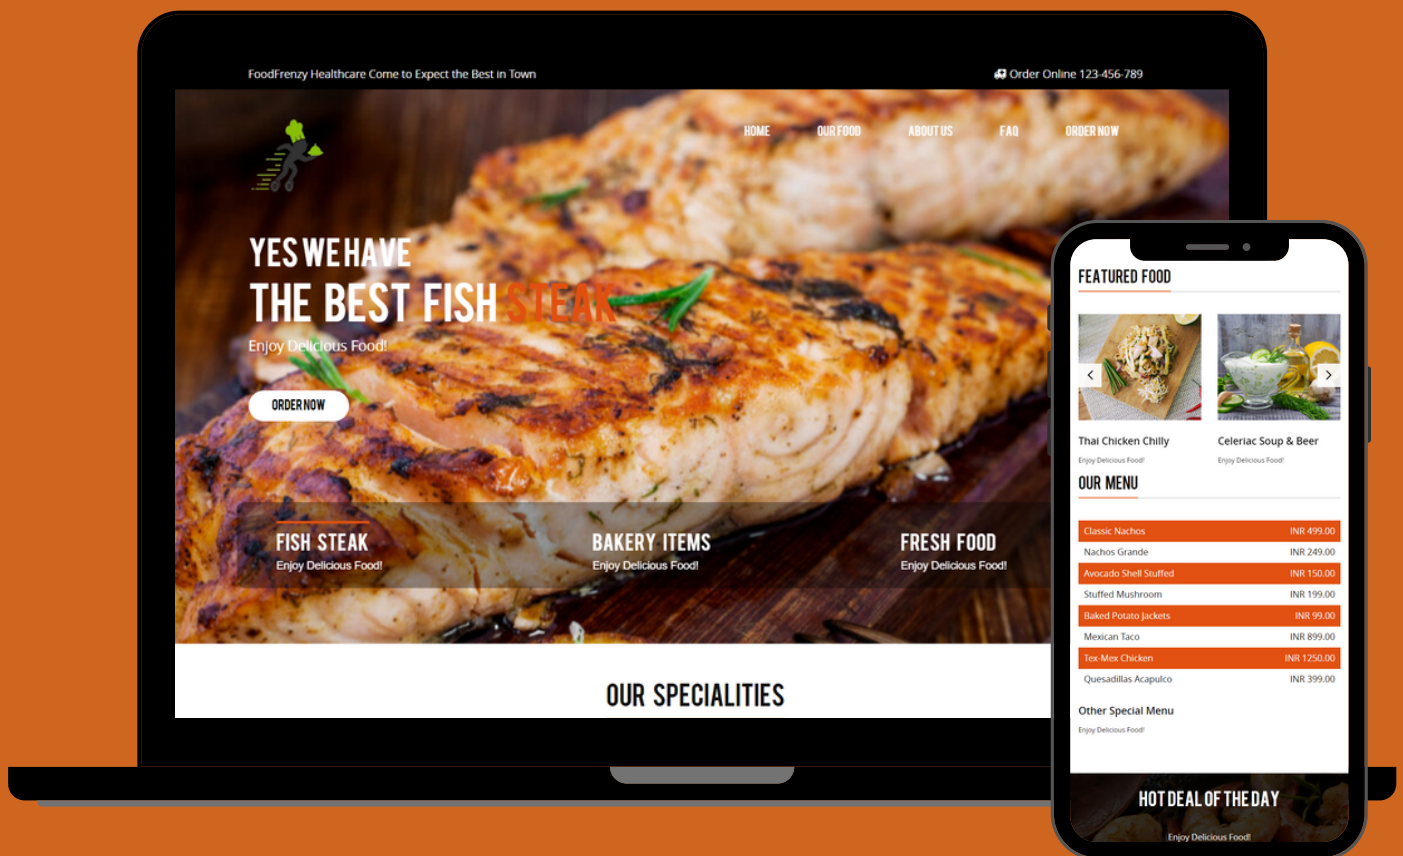 FoodFrenzy Healthcare Come to Expect the Best in Town
Order Online 123-456-789
HOME OUR FOOD ABOUT US FAQ ORDER NOW
YES WE HAVE
THE BEST FISH STEAK
Enjoy Delicious Food!
ORDER NOW
FISH STEAK
Enjoy Delicious Food!
BAKERY ITEMS
Enjoy Delicious Food!
FRESH FOOD
Enjoy Delicious Food!
OUR SPECIALITIES
FEATURED FOOD
Thai Chicken Chilly
Enjoy Delicious Food!
Celeriac Soup & Beer
Enjoy Delicious Food!
OUR MENU
Classic Nachos INR 499.00
Nachos Grande INR 249.00
Avocado Shell Stuffed INR 150.00
Stuffed Mushroom INR 199.00
Baked Potato Jackets INR 99.00
Mexican Taco INR 899.00
Tex-Mex Chicken INR 1250.00
Quesadillas Acapulco INR 399.00
Other Special Menu
Enjoy Delicious Food!
HOT DEAL OF THE DAY
Enjoy Delicious Food!